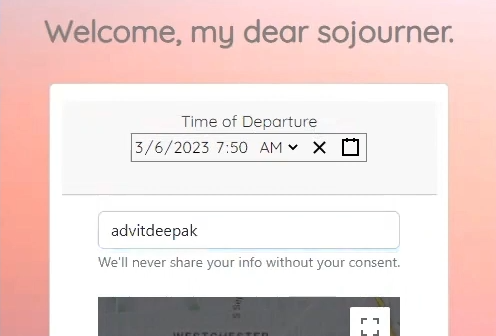 Welcome, my dear sojourner.
Time of Departure
3/6/2023 7:50 AM
advitdeepak
We'll never share your info without your consent.
WESTCHESTER